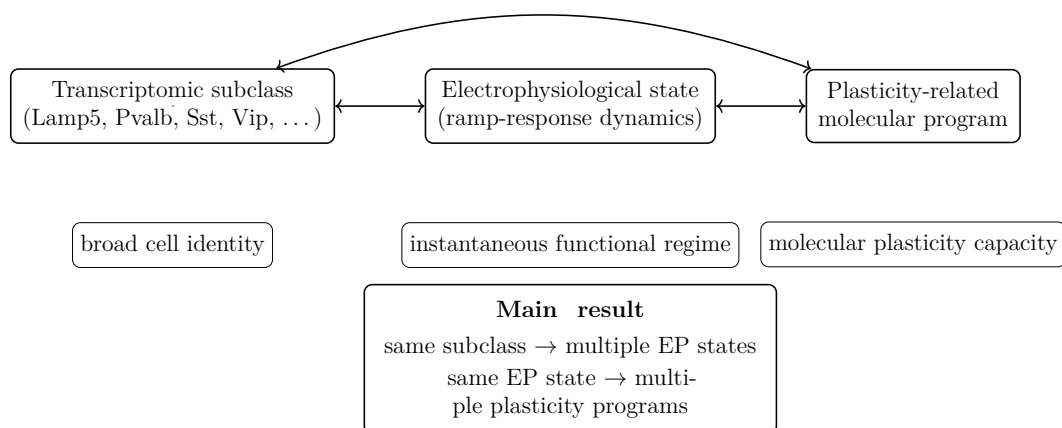 Transcriptomic subclass
(Lamp5, Pvalb, Sst, Vip, ...)
Electrophysiological state
(ramp-response dynamics)
Plasticity-related
molecular program
broad cell identity
instantaneous functional regime
molecular plasticity capacity
Main result
same subclass → multiple EP states
same EP state → multi-
ple plasticity programs